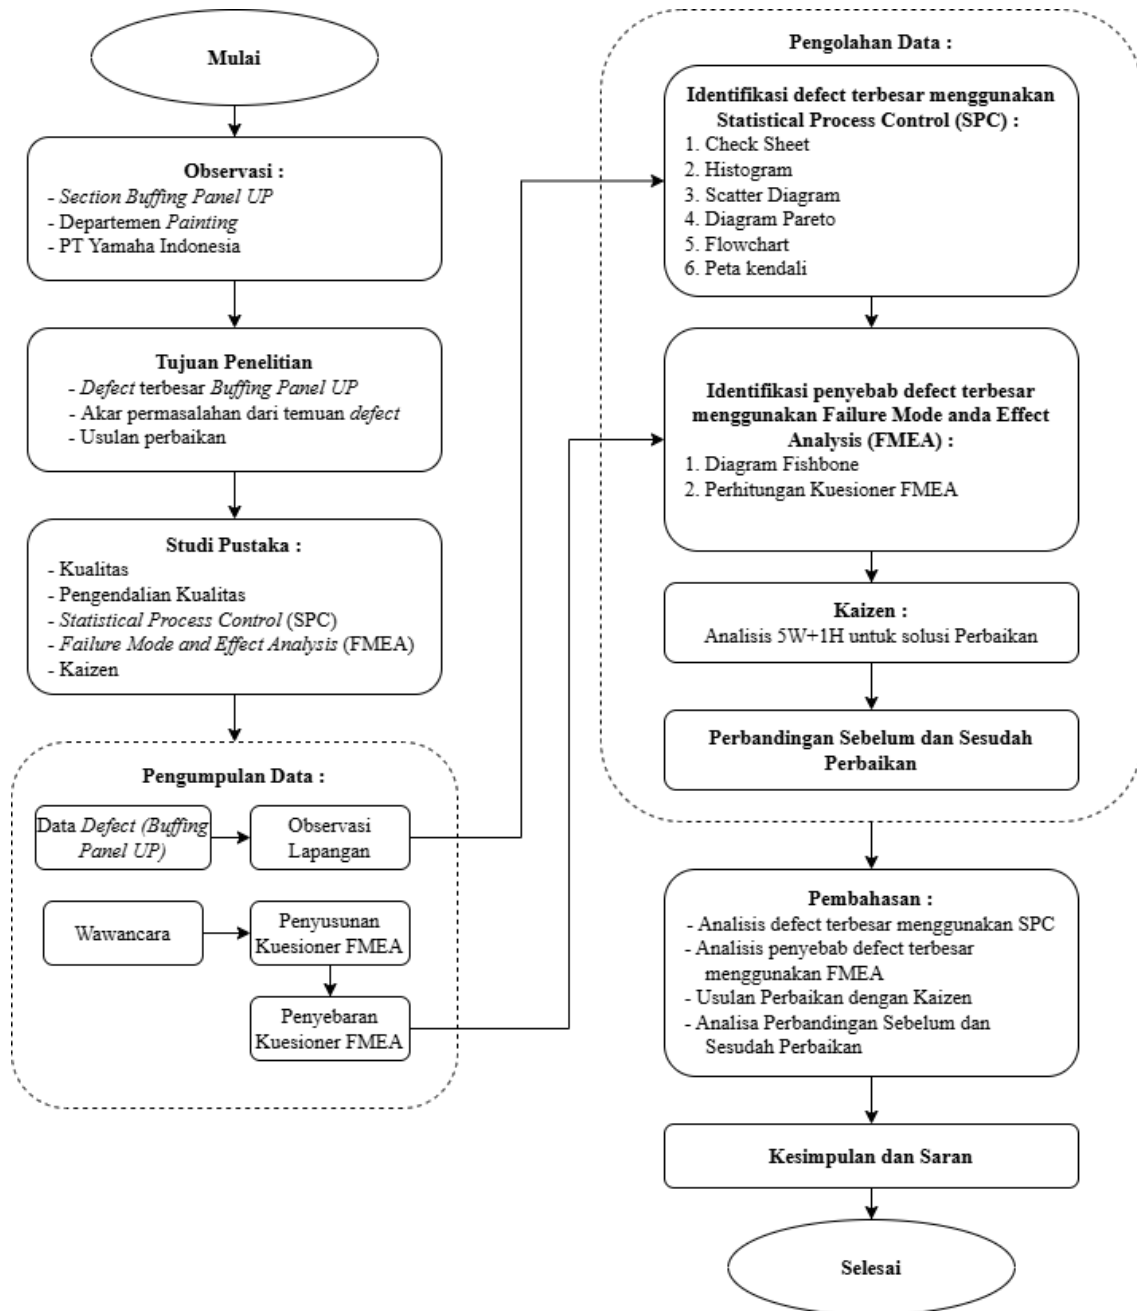 Mulai
Observasi :
- Section Buffing Panel UP
- Departemen Painting
- PT Yamaha Indonesia
Tujuan Penelitian
- Defect terbesar Buffing Panel UP
- Akar permasalahan dari temuan defect
- Usulan perbaikan
Studi Pustaka :
- Kualitas
- Pengendalian Kualitas
- Statistical Process Control (SPC)
- Failure Mode and Effect Analysis (FMEA)
- Kaizen
Pengumpulan Data :
Data Defect (Buffing
Panel UP)
Observasi
Lapangan
Wawancara
Penyusunan
Kuesioner FMEA
Penyebaran
Kuesioner FMEA
Pengolahan Data :
Identifikasi defect terbesar menggunakan
Statistical Process Control (SPC) :
1. Check Sheet
2. Histogram
3. Scatter Diagram
4. Diagram Pareto
5. Flowchart
6. Peta kendali
Identifikasi penyebab defect terbesar
menggunakan Failure Mode anda Effect
Analysis (FMEA) :
1. Diagram Fishbone
2. Perhitungan Kuesioner FMEA
Kaizen :
Analisis 5W+1H untuk solusi Perbaikan
Perbandingan Sebelum dan Sesudah
Perbaikan
Pembahasan :
- Analisis defect terbesar menggunakan SPC
- Analisis penyebab defect terbesar
menggunakan FMEA
- Usulan Perbaikan dengan Kaizen
- Analisa Perbandingan Sebelum dan
Sesudah Perbaikan
Kesimpulan dan Saran
Selesai